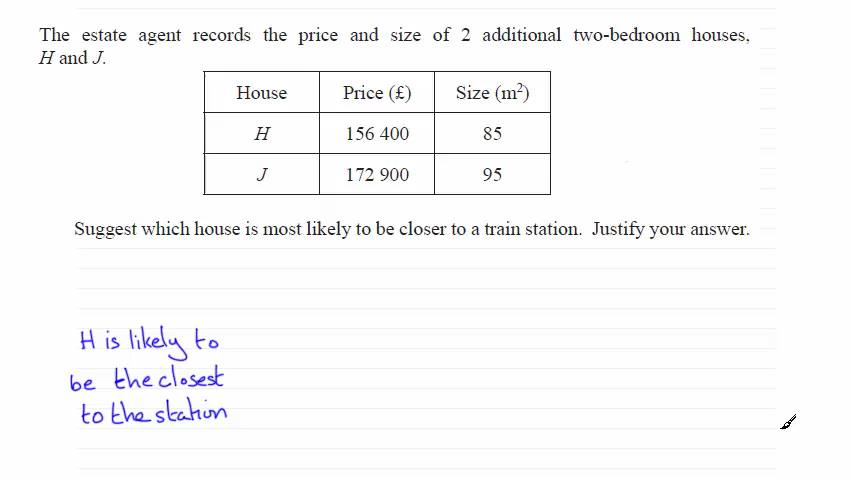 The estate agent records the price and size of 2 additional two-bedroom houses,
H and J.
House Price (£) Size (m²)
H 156 400 85
J 172 900 95
Suggest which house is most likely to be closer to a train station. Justify your answer.
H is likely to
be the closest
to the station